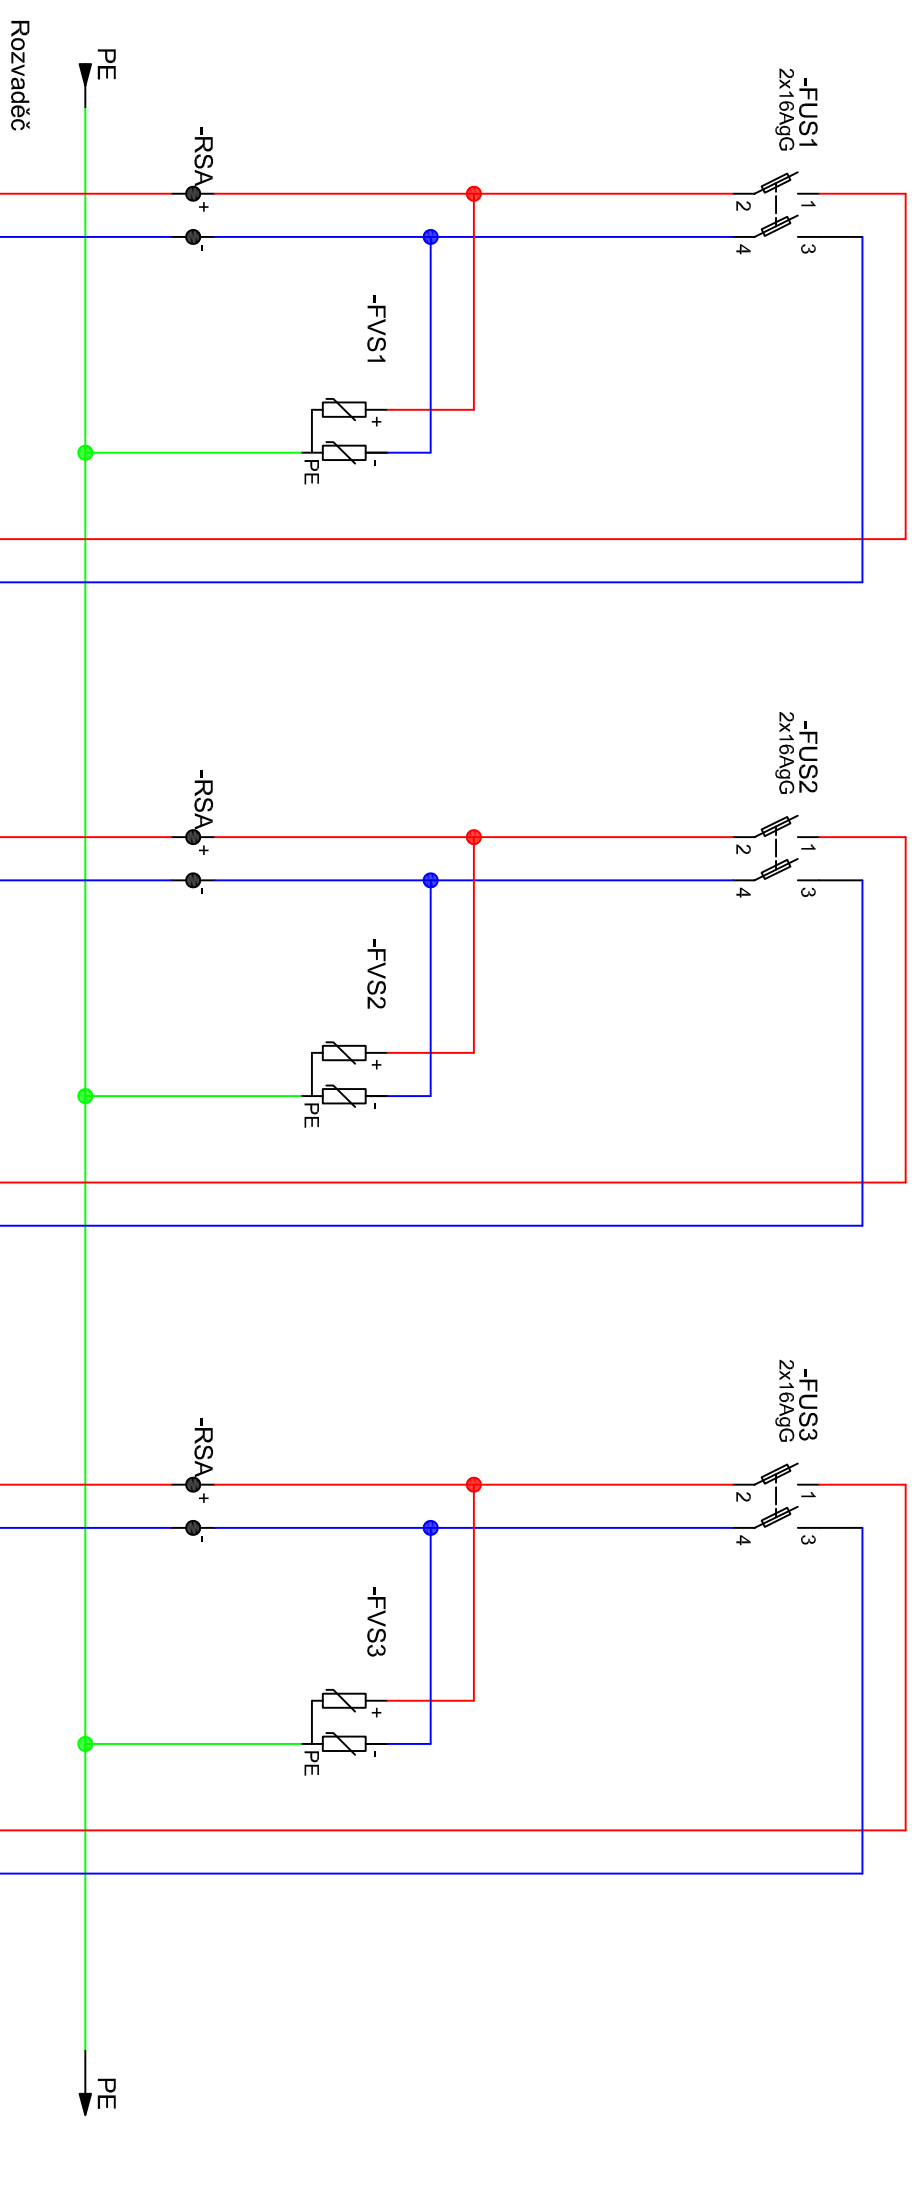 Rozvaděč
PE
-RSA
+
-
-FVS1
+
-
PE
-FUS1
2x16AgG
1
2
3
4
-RSA
+
-
-FVS2
+
-
PE
-FUS2
2x16AgG
1
2
3
4
-RSA
+
-
-FVS3
+
-
PE
-FUS3
2x16AgG
1
2
3
4
PE